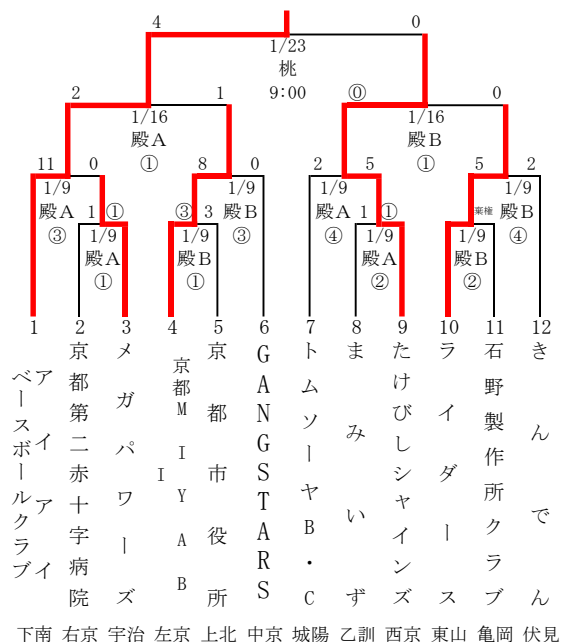 4 0
1/23
桃
9:00
2 1 ⓪ 0
1/16 1/16
殿A 殿B
① ①
11 0 8 0 2 5 5 2
1/9 1/9 1/9 1/9
殿A 殿B 殿A 殿B
③ ③ ④ ④
1 ① ③ 3 1 ① 棄権
1/9 1/9 1/9 1/9
殿A 殿B 殿A 殿B
① ① ② ②
1 2 3 4 5 6 7 8 9 10 11 12
アイアイ
ベースボールクラブ
京都第二赤十字病院
メガパワーズ
京都MIYAB
I
京都市役所
GANGSTARS
トムソーヤB・C
まみいず
たけびしシャインズ
ライダース
石野製作所クラブ
きんでん
下南 右京 宇治 左京 上北 中京 城陽 乙訓 西京 東山 亀岡 伏見